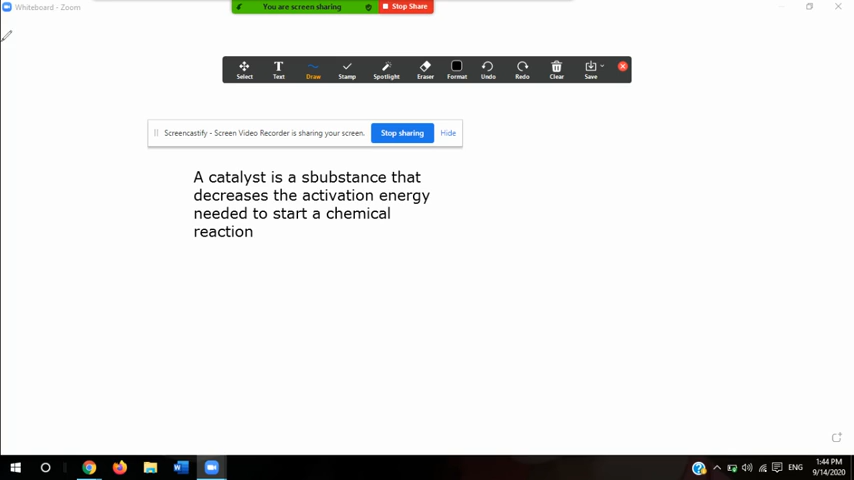 Whiteboard - Zoom
You are screen sharing
Stop Share
Select
Text
Draw
Stamp
Spotlight
Eraser
Format
Undo
Redo
Clear
Save
Screencastify - Screen Video Recorder is sharing your screen.
Stop sharing
Hide
A catalyst is a sbubstance that
decreases the activation energy
needed to start a chemical
reaction
ENG
1:44 PM
9/14/2020